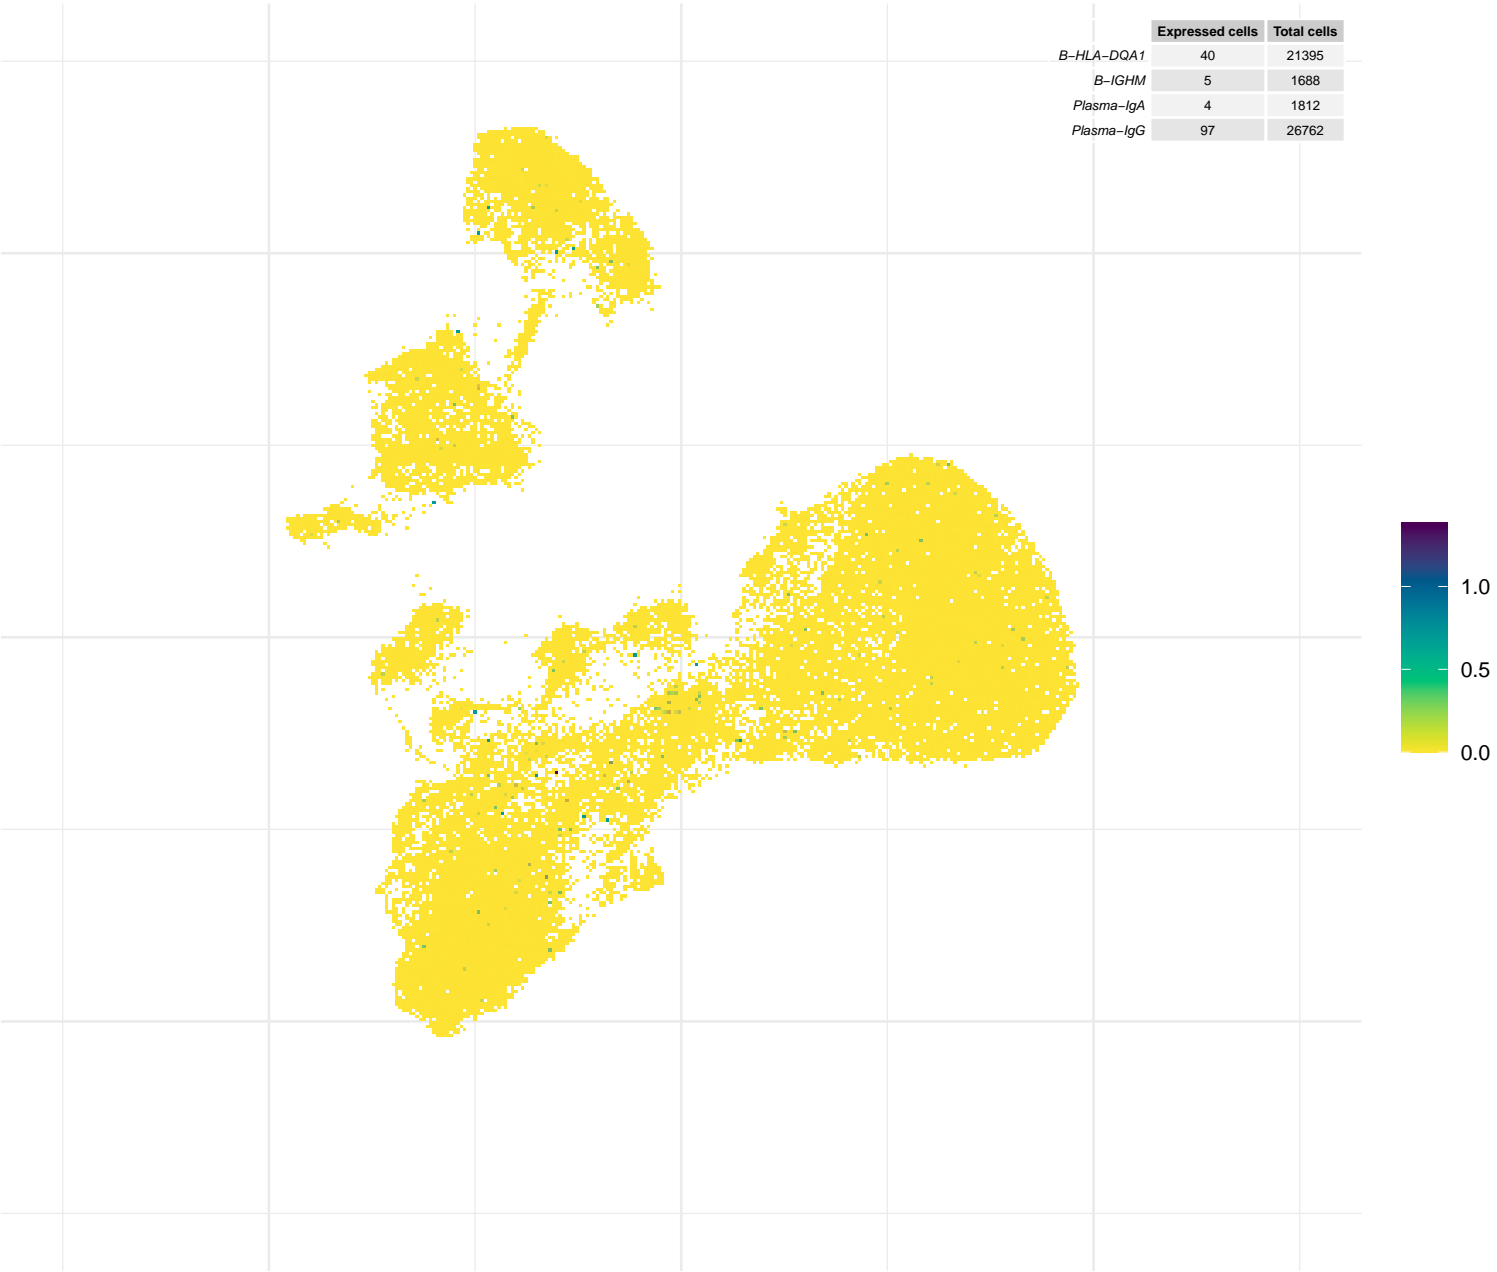 Expressed cells Total cells
B−HLA−DQA1 40 21395
B−IGHM 5 1688
Plasma−IgA 4 1812
Plasma−IgG 97 26762
1.0
0.5
0.0